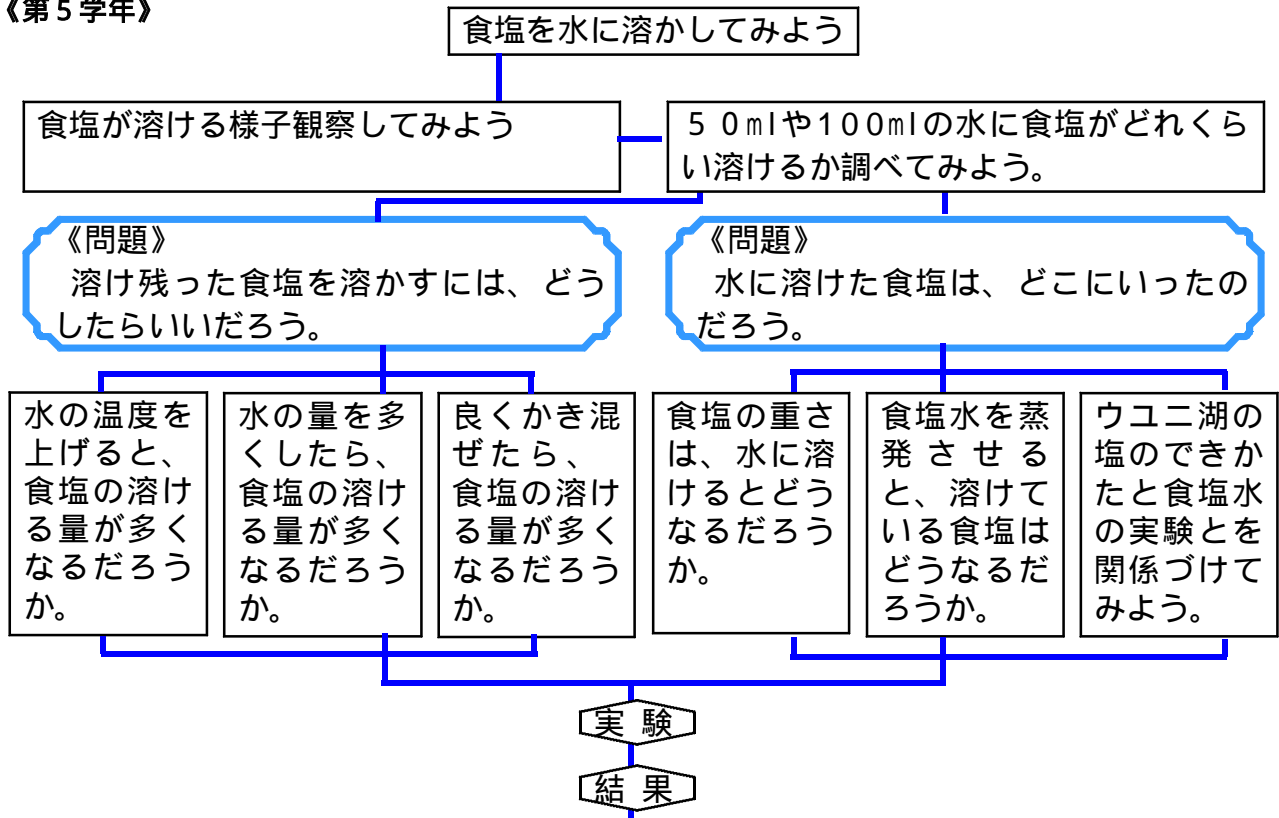 《第5学年》
食塩を水に溶かしてみよう
食塩が溶ける様子観察してみよう
50mlや100mlの水に食塩がどれくら
い溶けるか調べてみよう。
《問題》
溶け残った食塩を溶かすには、どう
したらいいだろう。
《問題》
水に溶けた食塩は、どこにいったの
だろう。
水の温度を
上げると、
食塩の溶け
る量が多く
なるだろう
か。
水の量を多
くしたら、
食塩の溶け
る量が多く
なるだろう
か。
良くかき混
ぜたら、
食塩の溶け
る量が多く
なるだろう
か。
食塩の重さ
は、水に溶
けるとどう
なるだろう
か。
食塩水を蒸
発させる
と、溶けて
いる食塩は
どうなるだ
ろうか。
ウユニ湖の
塩のできか
たと食塩水
の実験とを
関係づけて
みよう。
実験
結果